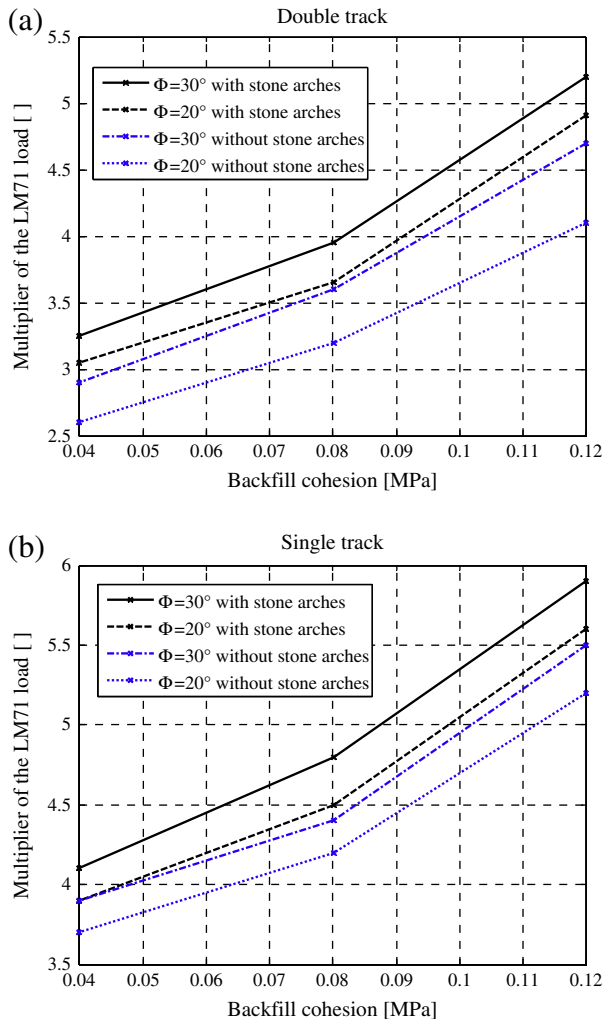 (a)
Double track
5.5
5
4.5
4
3.5
3
2.5
Multiplier of the LM71 load [ ]
Φ=30° with stone arches
Φ=20° with stone arches
Φ=30° without stone arches
Φ=20° without stone arches
0.04 0.05 0.06 0.07 0.08 0.09 0.1 0.11 0.12
Backfill cohesion [MPa]
(b)
Single track
6
5.5
5
4.5
4
3.5
Multiplier of the LM71 load [ ]
Φ=30° with stone arches
Φ=20° with stone arches
Φ=30° without stone arches
Φ=20° without stone arches
0.04 0.05 0.06 0.07 0.08 0.09 0.1 0.11 0.12
Backfill cohesion [MPa]